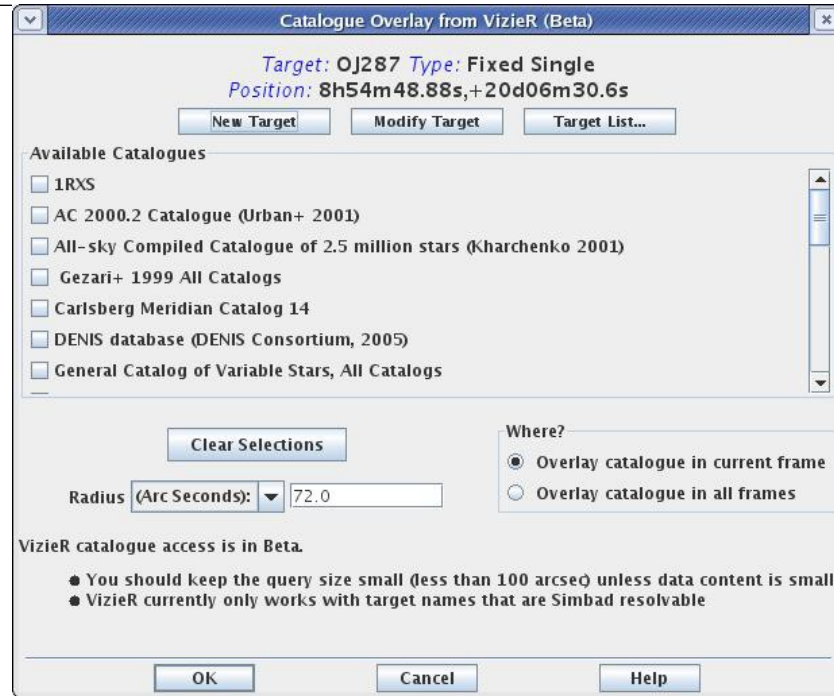 Catalogue Overlay from VizieR (Beta)
Target: OJ287 Type: Fixed Single
Position: 8h54m48.88s,+20d06m30.6s
New Target Modify Target Target List...
Available Catalogues
1RXS
AC 2000.2 Catalogue (Urban+ 2001)
All-sky Compiled Catalogue of 2.5 million stars (Kharchenko 2001)
Gezari+ 1999 All Catalogs
Carlsberg Meridian Catalog 14
DENIS database (DENIS Consortium, 2005)
General Catalog of Variable Stars, All Catalogs
Clear Selections
Radius (Arc Seconds): 72.0
Where?
Overlay catalogue in current frame
Overlay catalogue in all frames
VizieR catalogue access is in Beta.
● You should keep the query size small (less than 100 arcsec) unless data content is small
● VizieR currently only works with target names that are Simbad resolvable
OK Cancel Help